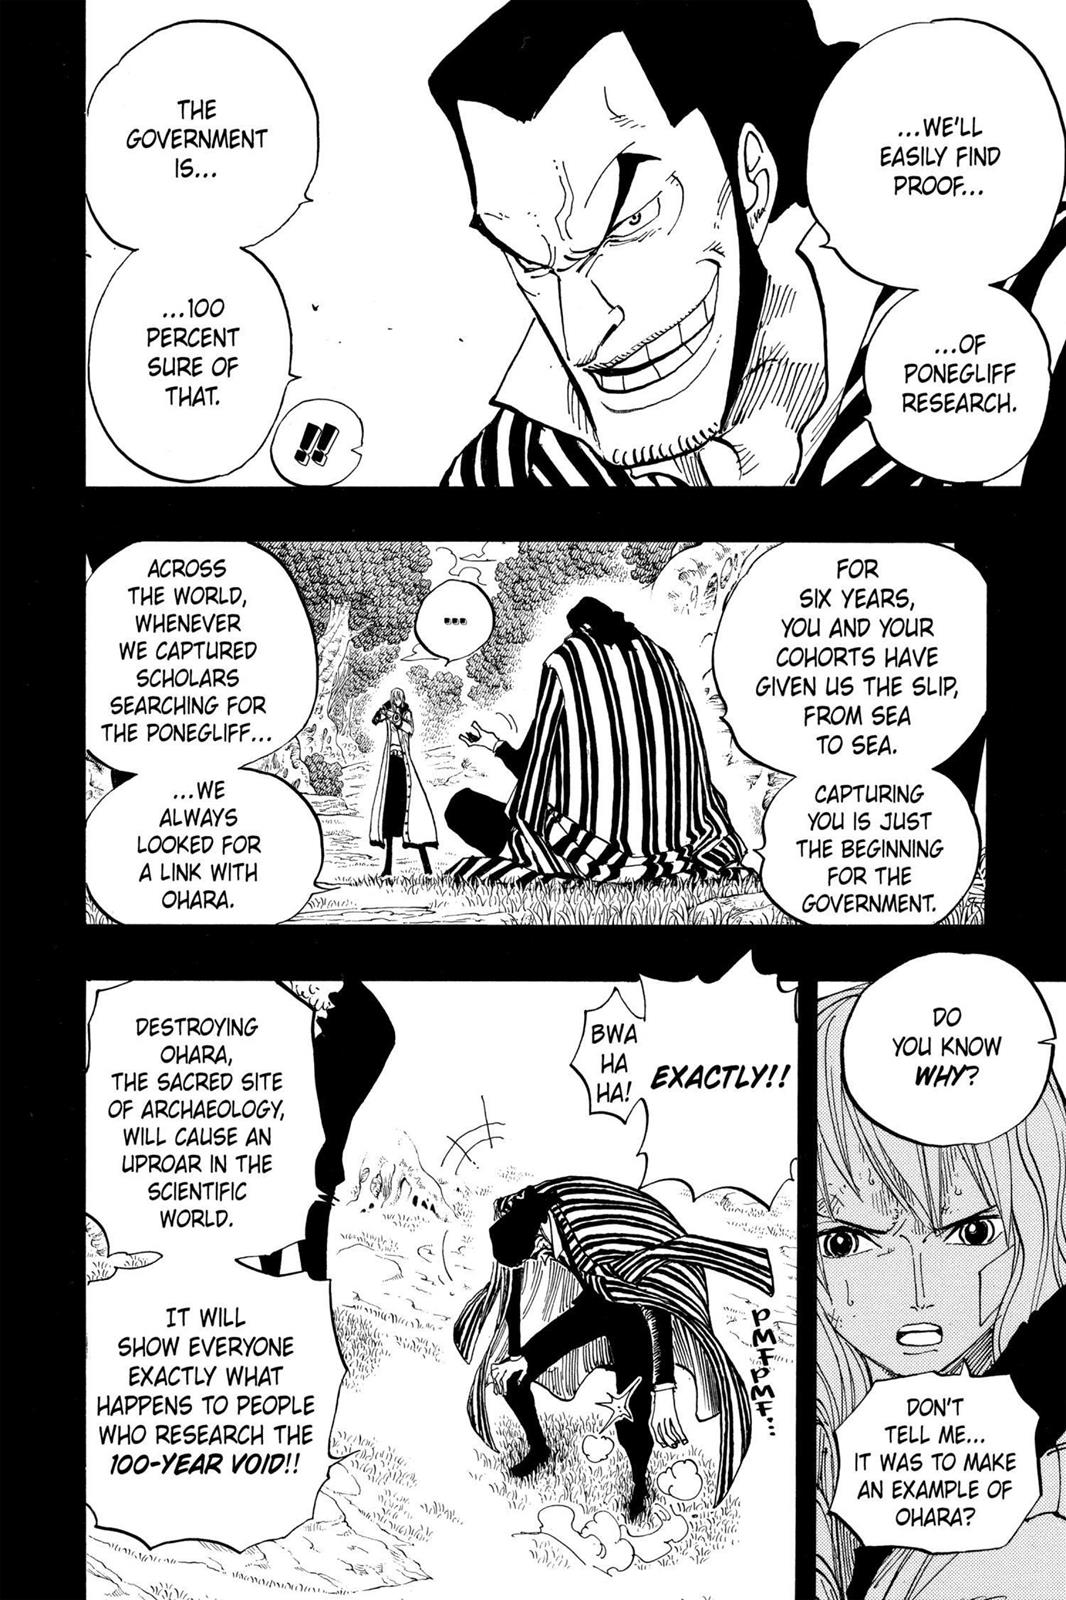 ...WE'LL
EASILY FIND
PROOF...
...OF
PONEGLIFF
RESEARCH.
THE
GOVERNMENT
IS...
...100
PERCENT
SURE OF
THAT.
!!
FOR
SIX YEARS,
YOU AND YOUR
COHORTS HAVE
GIVEN US THE SLIP,
FROM SEA
TO SEA.
CAPTURING
YOU IS JUST
THE BEGINNING
FOR THE
GOVERNMENT.
...
ACROSS
THE WORLD,
WHENEVER
WE CAPTURED
SCHOLARS
SEARCHING FOR
THE PONEGLIFF...
...WE
ALWAYS
LOOKED FOR
A LINK WITH
OHARA.
DO
YOU KNOW
WHY?
DON'T
TELL ME...
IT WAS TO MAKE
AN EXAMPLE OF
OHARA?
EXACTLY!!
BWA
HA
HA!
PMFPMF...
DESTROYING
OHARA,
THE SACRED SITE
OF ARCHAEOLOGY,
WILL CAUSE AN
UPROAR IN THE
SCIENTIFIC
WORLD.
IT WILL
SHOW EVERYONE
EXACTLY WHAT
HAPPENS TO PEOPLE
WHO RESEARCH THE
100-YEAR VOID!!